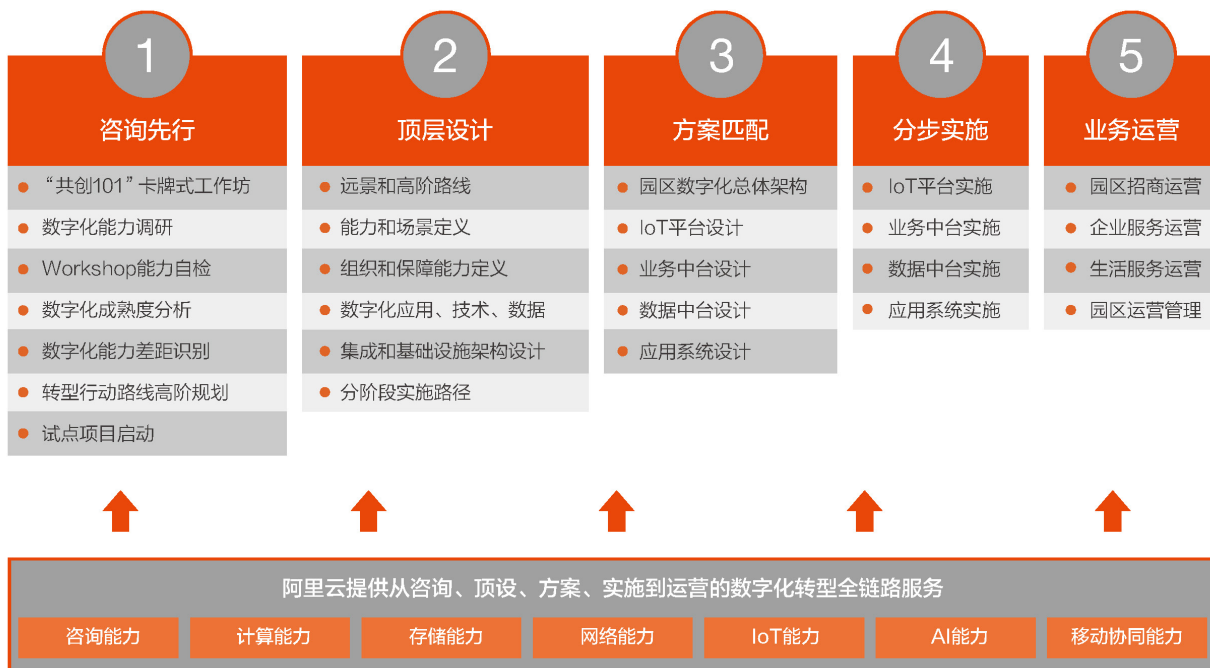 1
咨询先行
“共创101”卡牌式工作坊
数字化能力调研
Workshop能力自检
数字化成熟度分析
数字化能力差距识别
转型行动路线高阶规划
试点项目启动
2
顶层设计
远景和高阶路线
能力和场景定义
组织和保障能力定义
数字化应用、技术、数据
集成和基础设施架构设计
分阶段实施路径
3
方案匹配
园区数字化总体架构
IoT平台设计
业务中台设计
数据中台设计
应用系统设计
4
分步实施
IoT平台实施
业务中台实施
数据中台实施
应用系统实施
5
业务运营
园区招商运营
企业服务运营
生活服务运营
园区运营管理
阿里云提供从咨询、顶设、方案、实施到运营的数字化转型全链路服务
咨询能力
计算能力
存储能力
网络能力
IoT能力
AI能力
移动协同能力